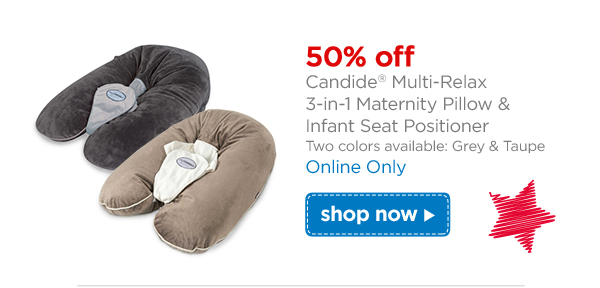 50% off
Candide® Multi-Relax
3-in-1 Maternity Pillow &
Infant Seat Positioner
Two colors available: Grey & Taupe
Online Only
shop now ▶